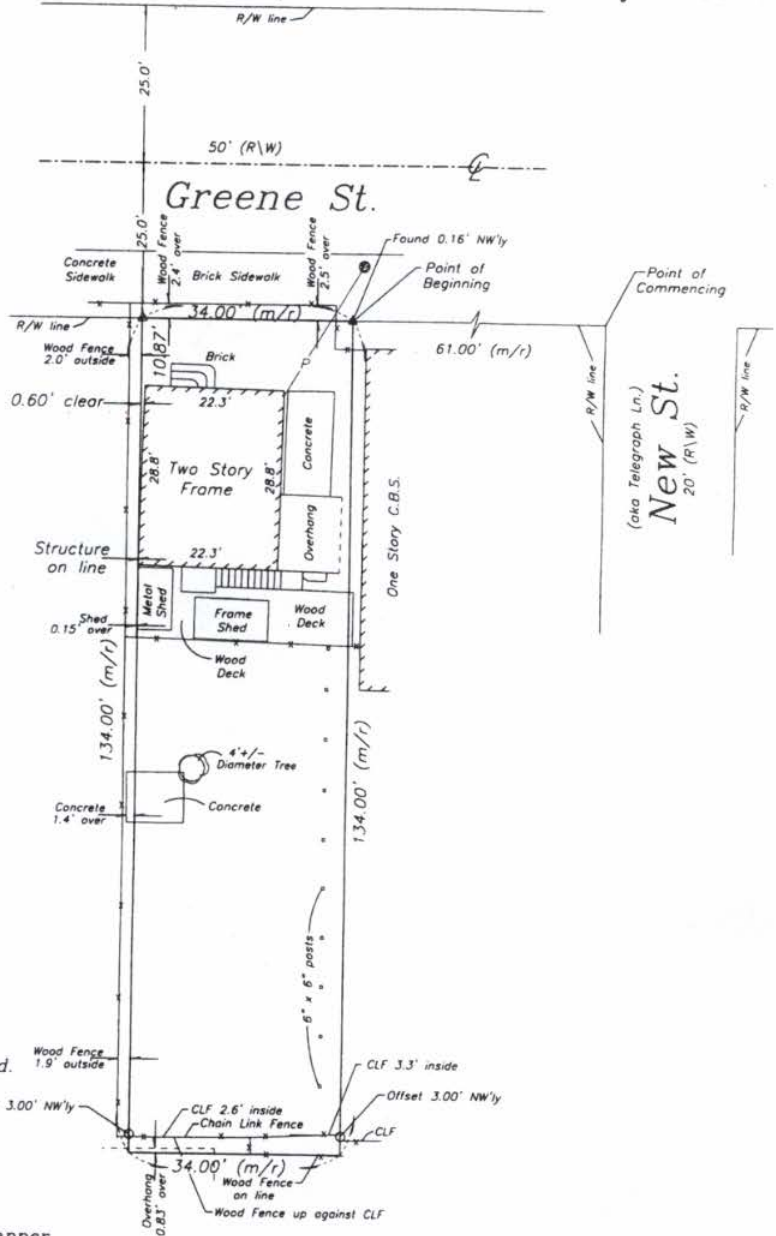 R/W line
25.0'
50' (R\W)
Greene St.
25.0'
Wood Fence
2.4' over
Wood Fence
2.5' over
Found 0.16' NW'ly
Concrete
Sidewalk
Brick Sidewalk
Point of
Beginning
Point of
Commencing
34.00' (m/r)
R/W line
61.00' (m/r)
Wood Fence
2.0' outside
10.87'
Brick
P
R/W line
(aka Telegraph Ln.)
New St.
20' (R\W)
R/W line
0.60' clear
22.3'
Concrete
28.8'
Two Story
Frame
28.8'
Overhang
One Story C.B.S.
Structure
on line
22.3'
Metal
Shed
Frame
Shed
Wood
Deck
Shed
0.15' over
Wood
Deck
134.00' (m/r)
134.00' (m/r)
4'+/-
Diameter Tree
Concrete
Concrete
1.4' over
6" x 6" posts
d.
Wood Fence
1.9' outside
CLF 3.3' inside
3.00' NW'ly
CLF 2.6' inside
Offset 3.00' NW'ly
Chain Link Fence
CLF
34.00' (m/r)
Wood Fence
on line
Overhang
0.83' over
Wood Fence up against CLF